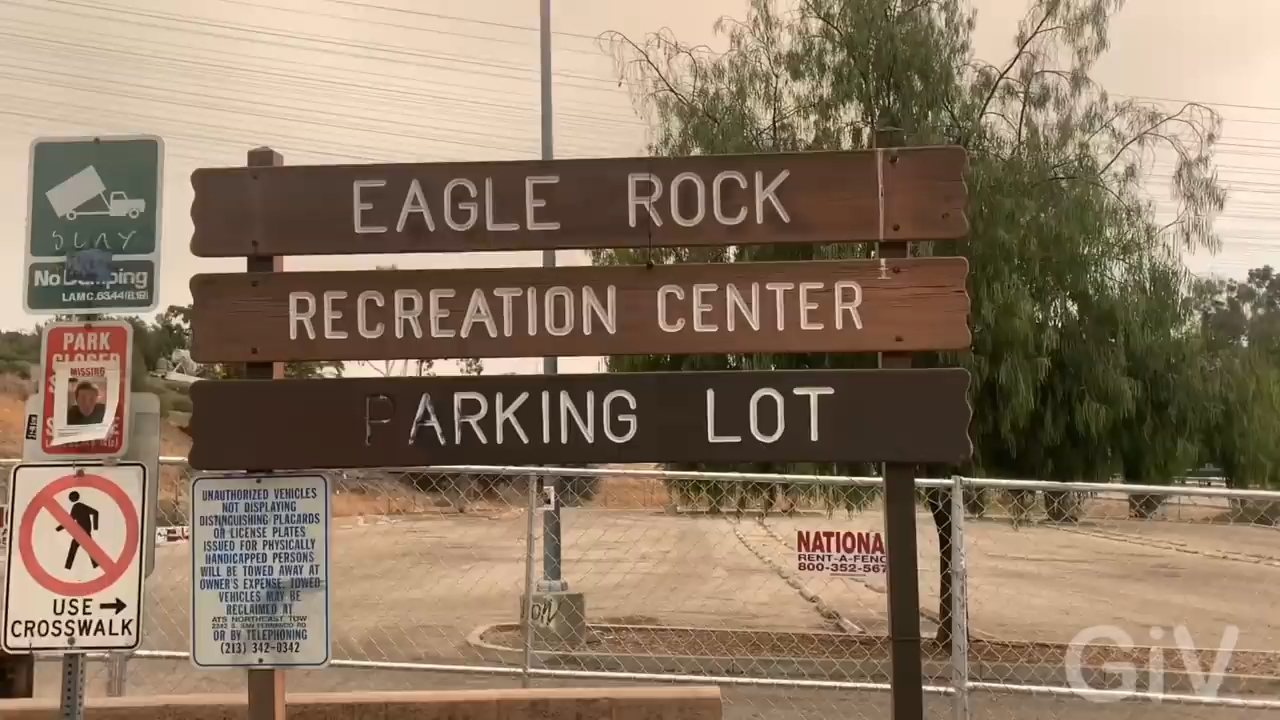 EAGLE ROCK
RECREATION CENTER
PARKING LOT
SLAY
No Dumping
LAMC.
PARK
CLOSED
MISSING
USE →
CROSSWALK
UNAUTHORIZED VEHICLES
NOT DISPLAYING
DISTINGUISHING PLACARDS
OR LICENSE PLATES
ISSUED FOR PHYSICALLY
HANDICAPPED PERSONS
WILL BE TOWED AWAY AT
OWNER'S EXPENSE. TOWED
VEHICLES MAY BE
RECLAIMED AT
ATS NORTHEAST TOW
OR BY TELEPHONING
(213) 342-0342
NATIONA
RENT-A-FENC
800-352-567
GiV